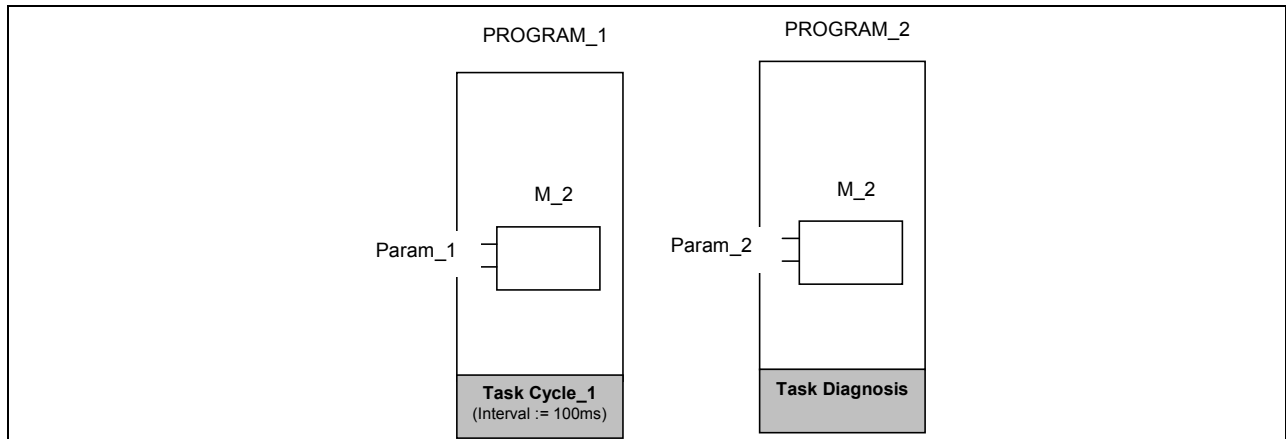 PROGRAM_1
PROGRAM_2
M_2
M_2
Param_1
Param_2
Task Cycle_1
(Interval := 100ms)
Task Diagnosis